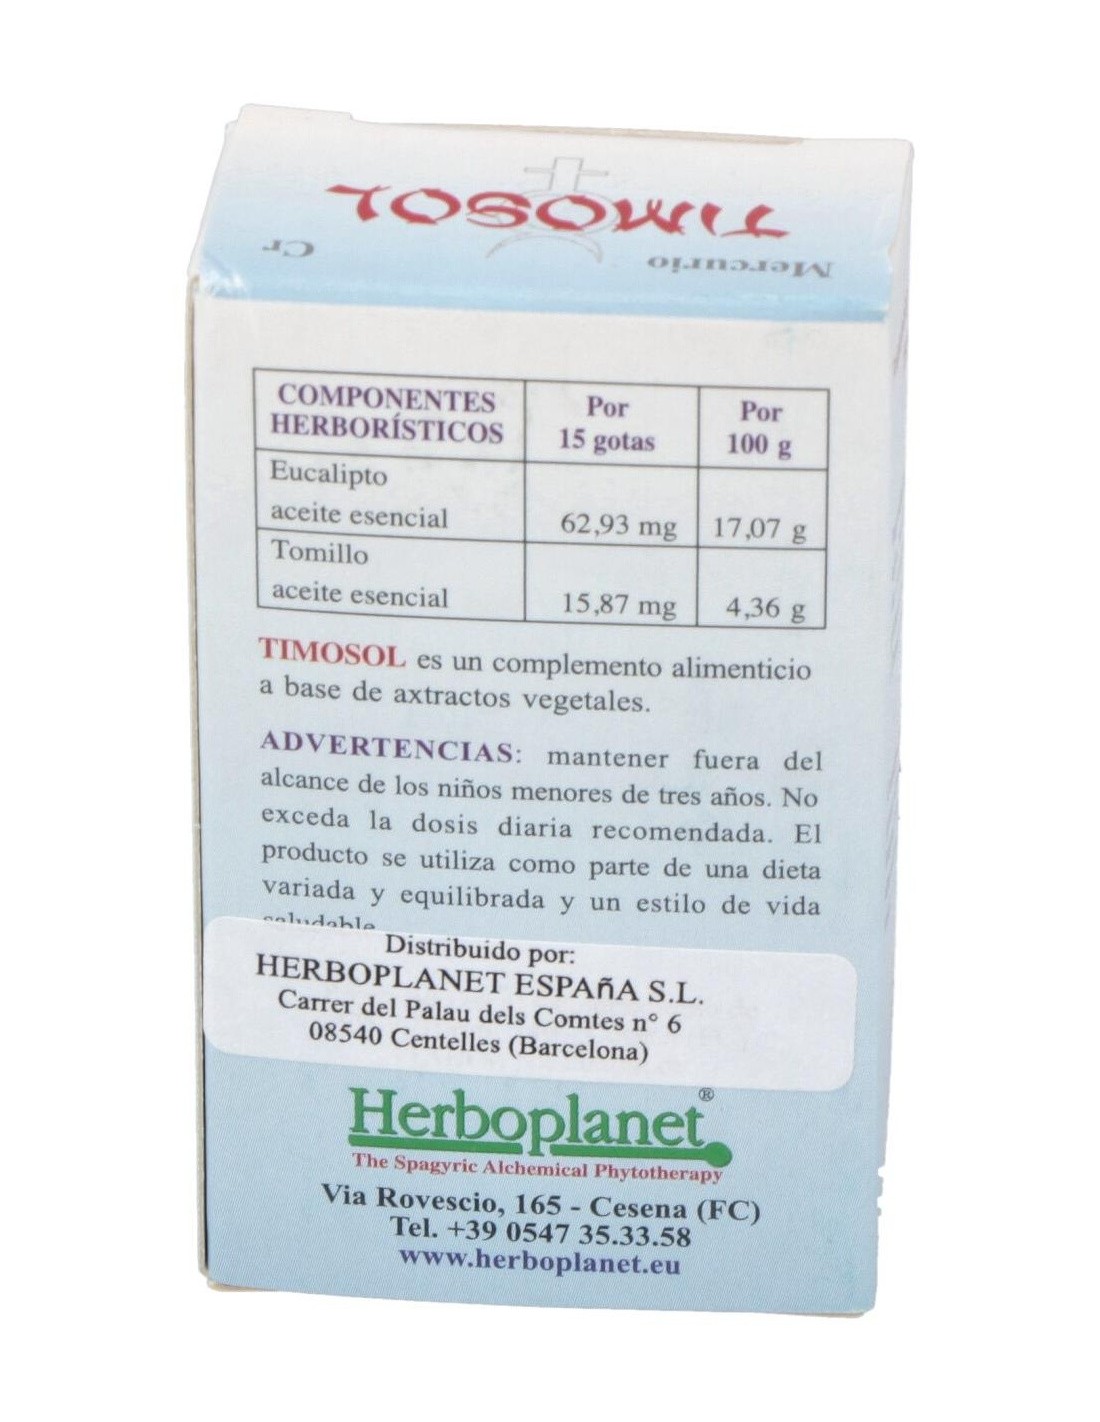 TIMOSOL
Mercurio Cr
COMPONENTES HERBORÍSTICOS Por 15 gotas Por 100 g
Eucalipto
aceite esencial 62,93 mg 17,07 g
Tomillo
aceite esencial 15,87 mg 4,36 g
TIMOSOL es un complemento alimenticio
a base de axtractos vegetales.
ADVERTENCIAS: mantener fuera del
alcance de los niños menores de tres años. No
exceda la dosis diaria recomendada. El
producto se utiliza como parte de una dieta
variada y equilibrada y un estilo de vida
saludable
Distribuido por:
HERBOPLANET ESPAñA S.L.
Carrer del Palau dels Comtes n° 6
08540 Centelles (Barcelona)
Herboplanet®
The Spagyric Alchemical Phytotherapy
Via Rovescio, 165 - Cesena (FC)
Tel. +39 0547 35.33.58
www.herboplanet.eu